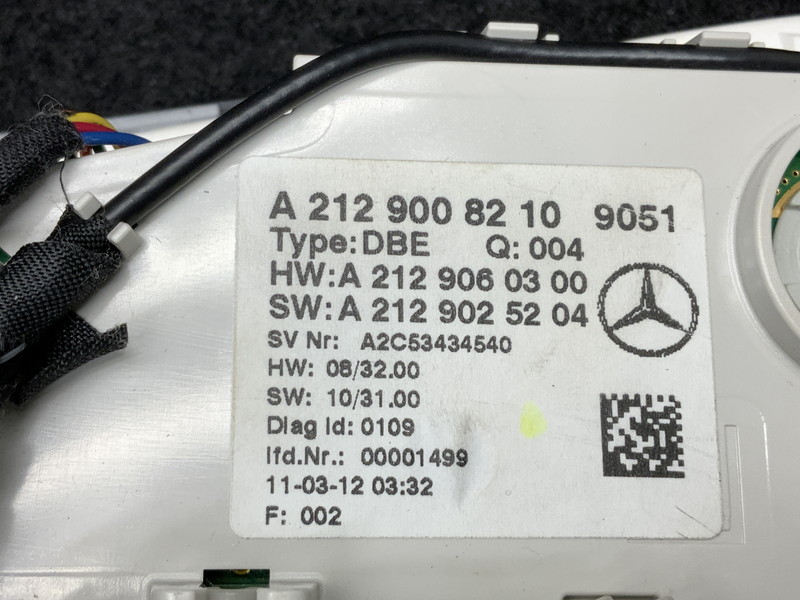 A 212 900 82 10 9051
Type:DBE Q: 004
HW:A 212 906 03 00
SW:A 212 902 52 04
SV Nr: A2C53434540
HW: 08/32.00
SW: 10/31.00
Diag Id: 0109
lfd.Nr.: 00001499
11-03-12 03:32
F: 002